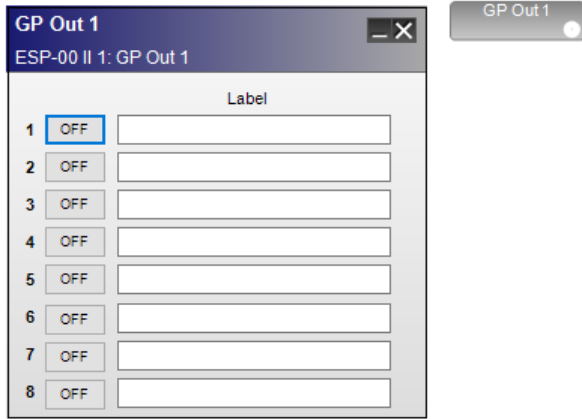 GP Out 1
ESP-00 II 1: GP Out 1
Label
1 OFF
2 OFF
3 OFF
4 OFF
5 OFF
6 OFF
7 OFF
8 OFF
GP Out 1